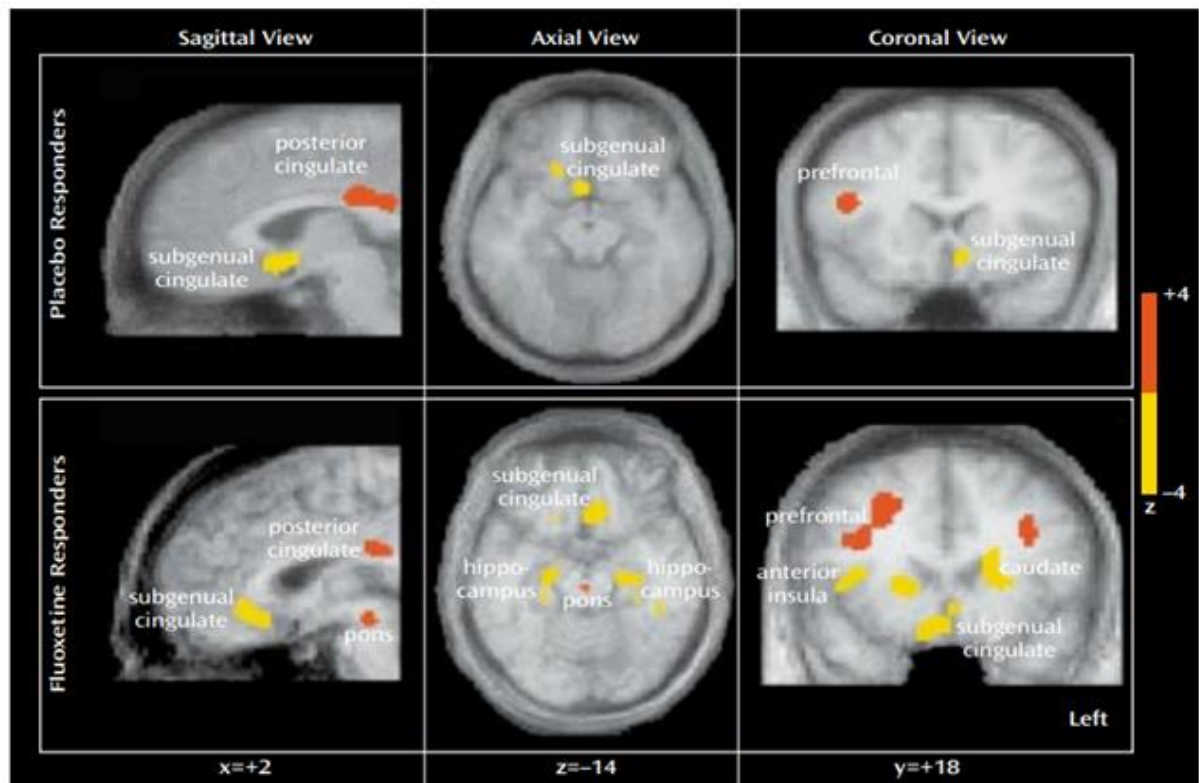 Sagittal View
Axial View
Coronal View
Placebo Responders
posterior
cingulate
subgenual
cingulate
subgenual
cingulate
prefrontal
subgenual
cingulate
+4
−4
z
Fluoxetine Responders
posterior
cingulate
subgenual
cingulate
pons
subgenual
cingulate
hippo-
campus
pons
hippo-
campus
prefrontal
anterior
insula
caudate
subgenual
cingulate
Left
x=+2
z=−14
y=+18